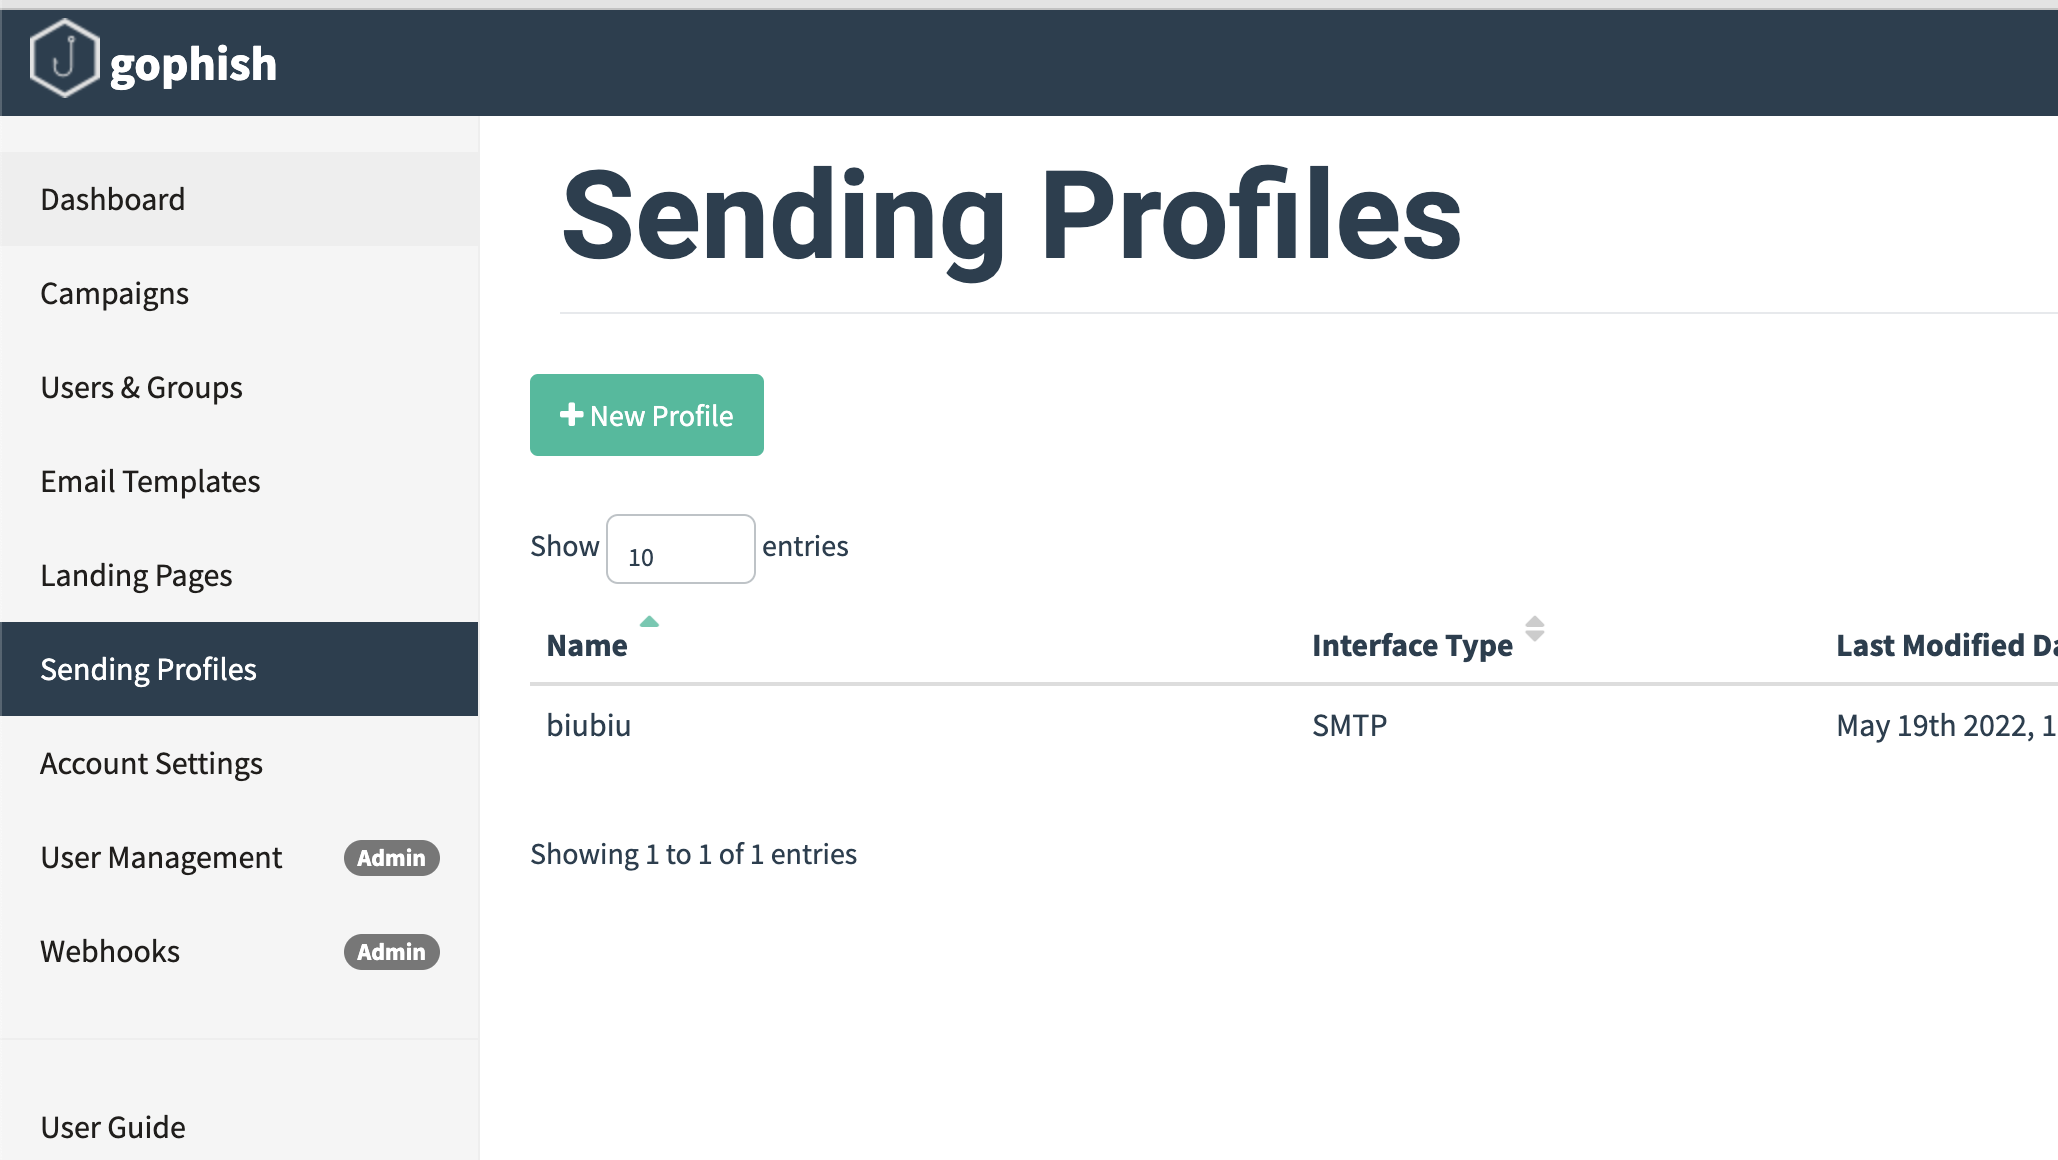 gophish
Dashboard
Campaigns
Users & Groups
Email Templates
Landing Pages
Sending Profiles
Account Settings
User Management Admin
Webhooks Admin
User Guide
Sending Profiles
New Profile
Show 10 entries
Name Interface Type Last Modified Da
biubiu SMTP May 19th 2022, 1
Showing 1 to 1 of 1 entries